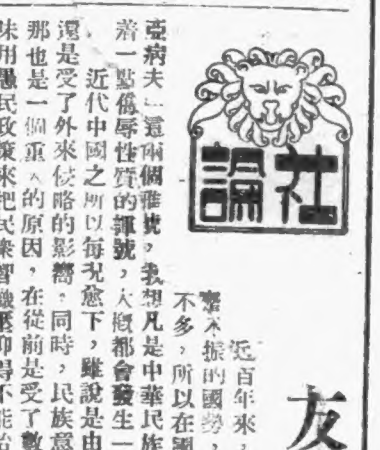 社論
友
近百年來，
不振的國勢，
不多，所以在國
亞病夫」這兩個雅號，我想凡是中華民族
着一點侮辱性質的諢號，大概都會發生一
近代中國之所以每況愈下，雖說是由
還是受了外來侵略的影響。同時，民族意
那也是一個重大的原因，在從前是受了數
味用愚民政策來把民衆智識壓抑得不能抬